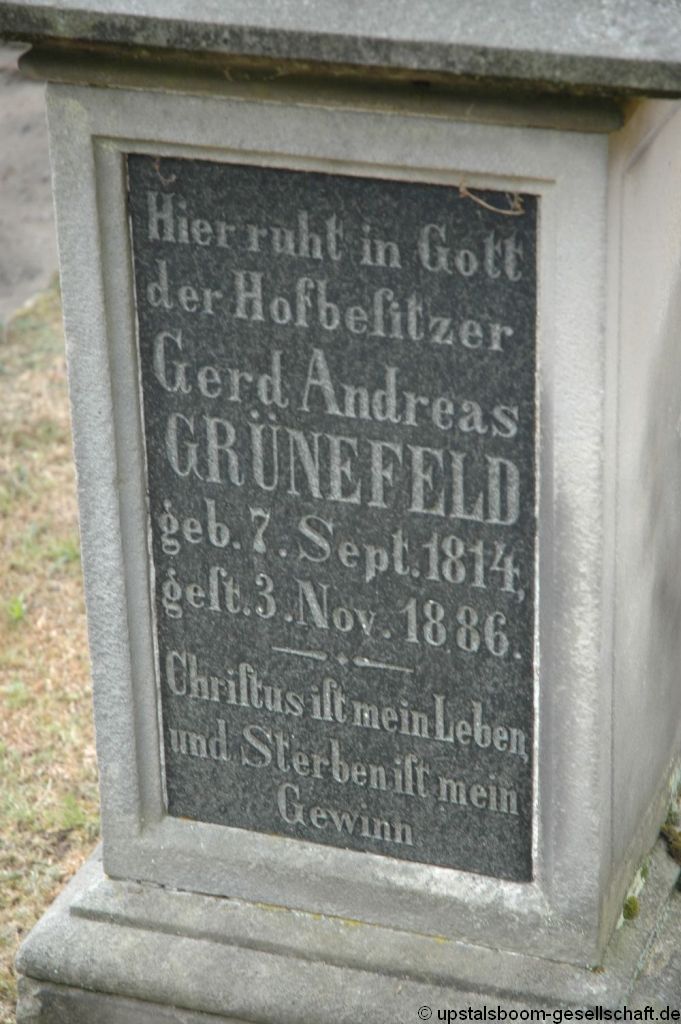 Hier ruht in Gott
der Hofbeſitzer
Gerd Andreas
GRÜNEFELD
geb. 7. Sept. 1814,
geſt. 3. Nov. 1886.
Chriſtus iſt mein Leben,
und Sterben iſt mein
Gewinn
© upstalsboom-gesellschaft.de